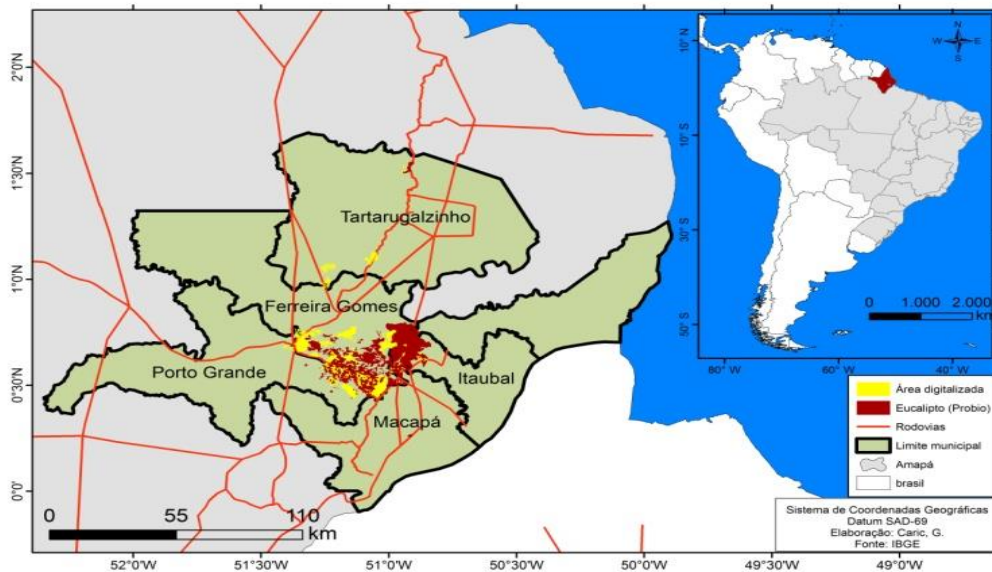 2°0'N
1°30'N
1°0'N
0°30'N
0°0'
Tartarugalzinho
Ferreira Gomes
Porto Grande
Itaubal
Macapá
0 55 110
km
52°0'W 51°30'W 51°0'W 50°30'W 50°0'W 49°30'W 49°0'W
N
W E
S
10° N
10° S
30° S
50° S
0 1.000 2.000
km
80° W 60° W 40° W
Área digitalizada
Eucalipto (Probio)
Rodovias
Limite municipal
Amapá
brasil
Sistema de Coordenadas Geográficas
Datum SAD-69
Elaboração: Caric, G.
Fonte: IBGE